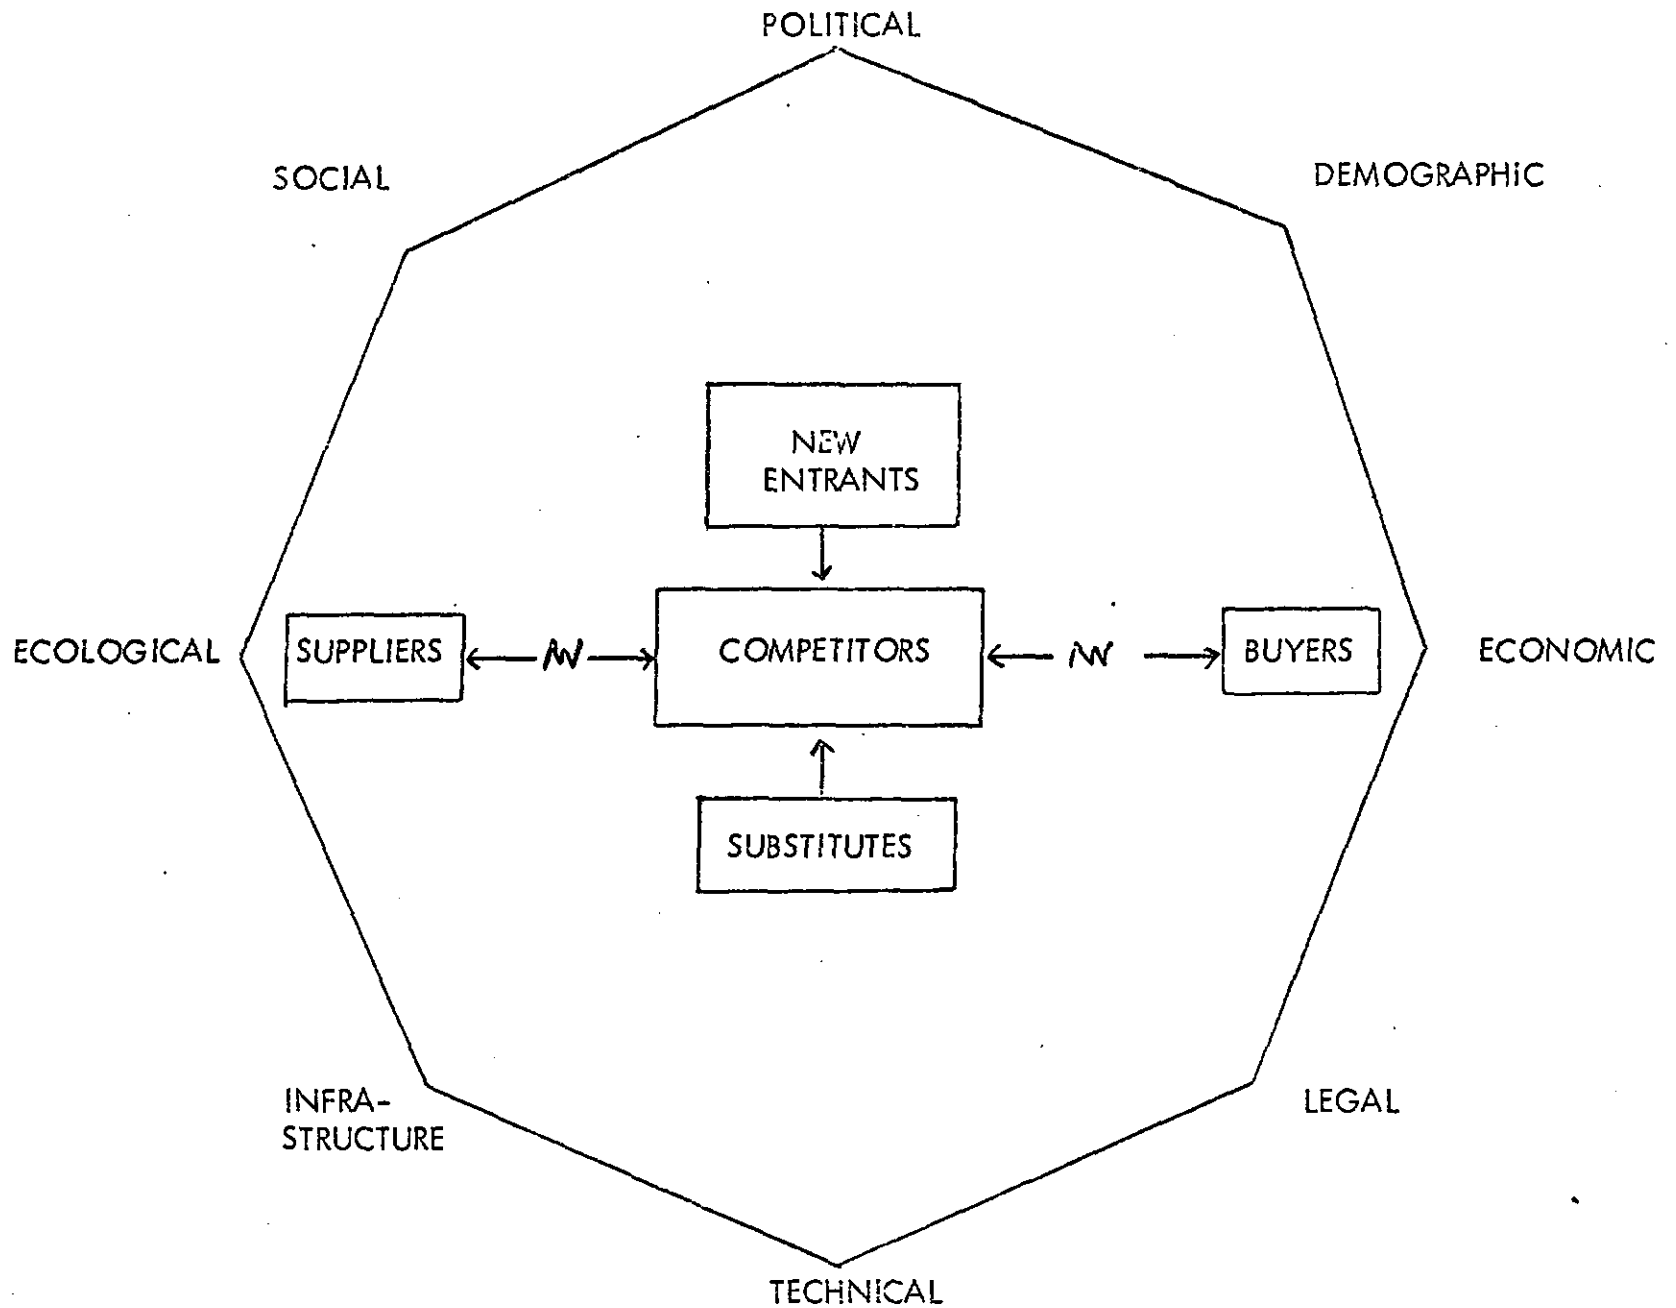 POLITICAL
SOCIAL
DEMOGRAPHIC
NEW
ENTRANTS
ECOLOGICAL
SUPPLIERS
COMPETITORS
BUYERS
ECONOMIC
SUBSTITUTES
INFRA-
STRUCTURE
LEGAL
TECHNICAL